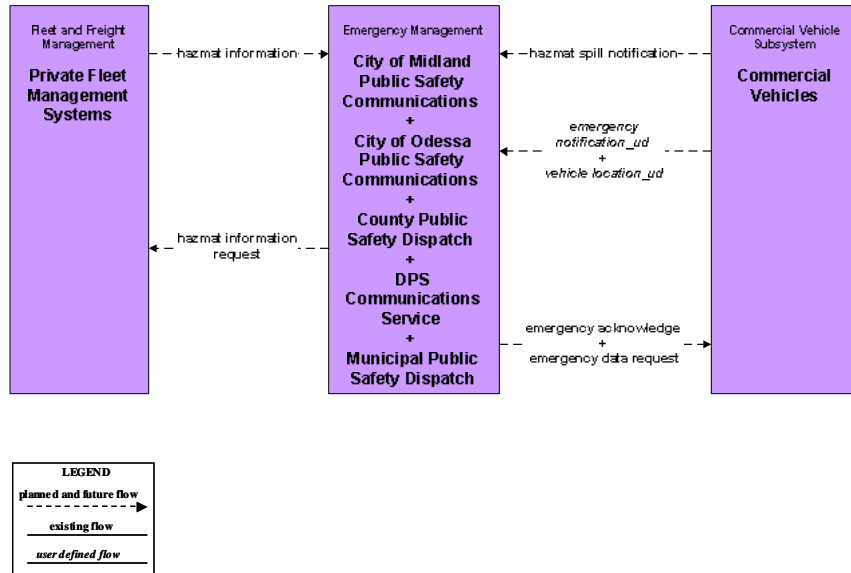 Fleet and Freight
Management
Private Fleet
Management
Systems
hazmat information
hazmat information
request
Emergency Management
City of Midland
Public Safety
Communications
+
City of Odessa
Public Safety
Communications
+
County Public
Safety Dispatch
+
DPS
Communications
Service
+
Municipal Public
Safety Dispatch
hazmat spill notification
emergency
notification_ud
+
vehicle location_ud
emergency acknowledge
+
emergency data request
Commercial Vehicle
Subsystem
Commercial
Vehicles
LEGEND
planned and future flow
existing flow
user defined flow